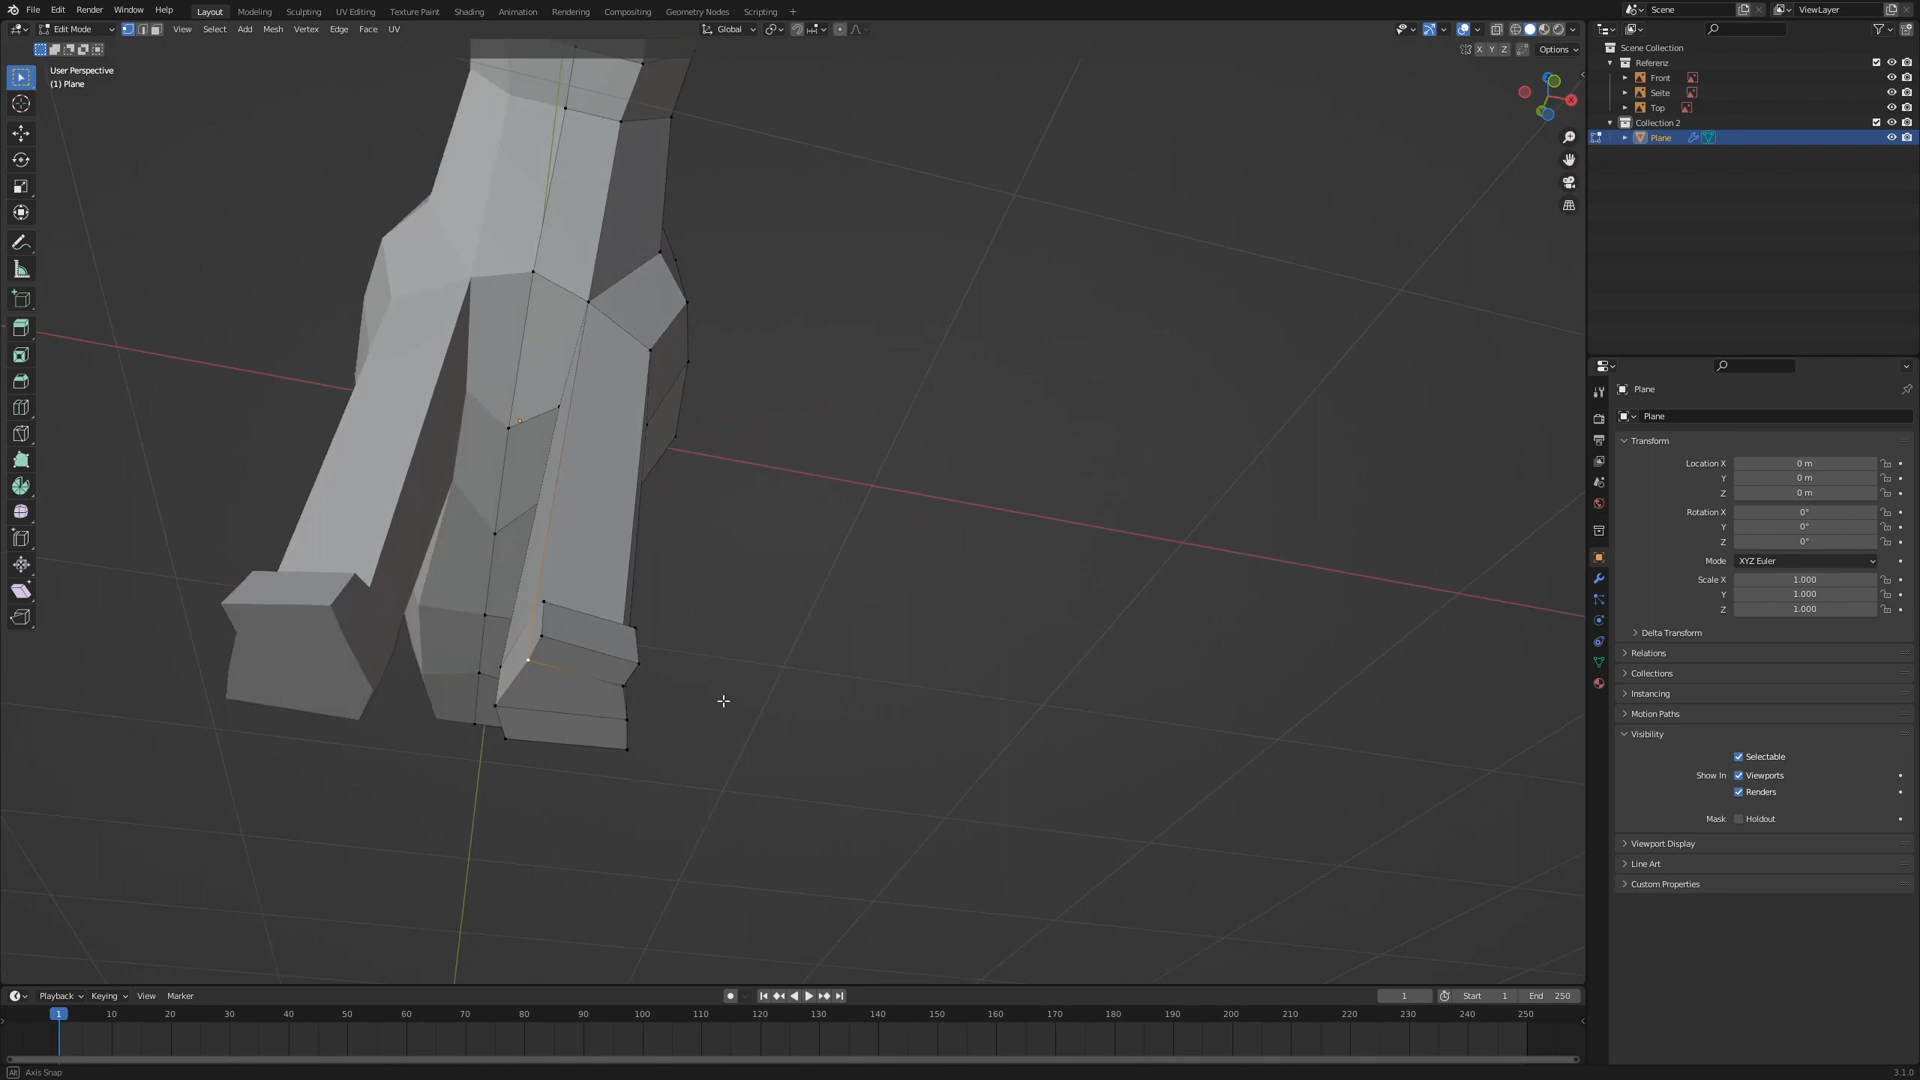 File Edit Render Window Help Layout Modeling Sculpting UV Editing Texture Paint Shading Animation Rendering Compositing Geometry Nodes Scripting + Scene ViewLayer
Edit Mode View Select Add Mesh Vertex Edge Face UV Global
X Y Z Options
User Perspective
(1) Plane
X
Scene Collection
Referenz
Front
Seite
Top
Collection 2
Plane
Plane
Plane
Transform
Location X 0 m
Y 0 m
Z 0 m
Rotation X 0°
Y 0°
Z 0°
Mode XYZ Euler
Scale X 1.000
Y 1.000
Z 1.000
Delta Transform
Relations
Collections
Instancing
Motion Paths
Visibility
Selectable
Show In Viewports
Renders
Mask Holdout
Viewport Display
Line Art
Custom Properties
Playback Keying View Marker 1 Start 1 End 250
1 10 20 30 40 50 60 70 80 90 100 110 120 130 140 150 160 170 180 190 200 210 220 230 240 250
Alt Axis Snap 3.1.0